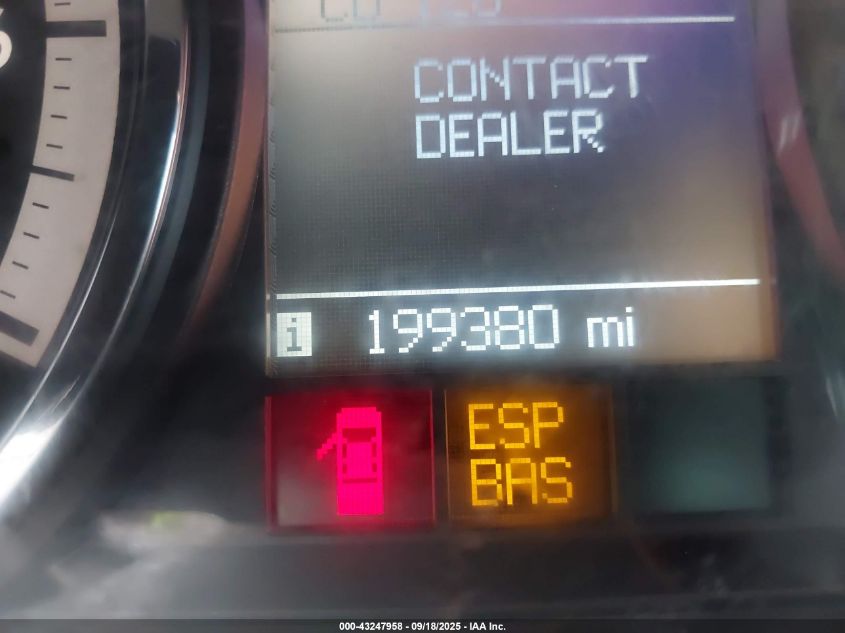 CONTACT
DEALER
i 199380 mi
ESP
BAS
000-43247958 - 09/18/2025 - IAA Inc.